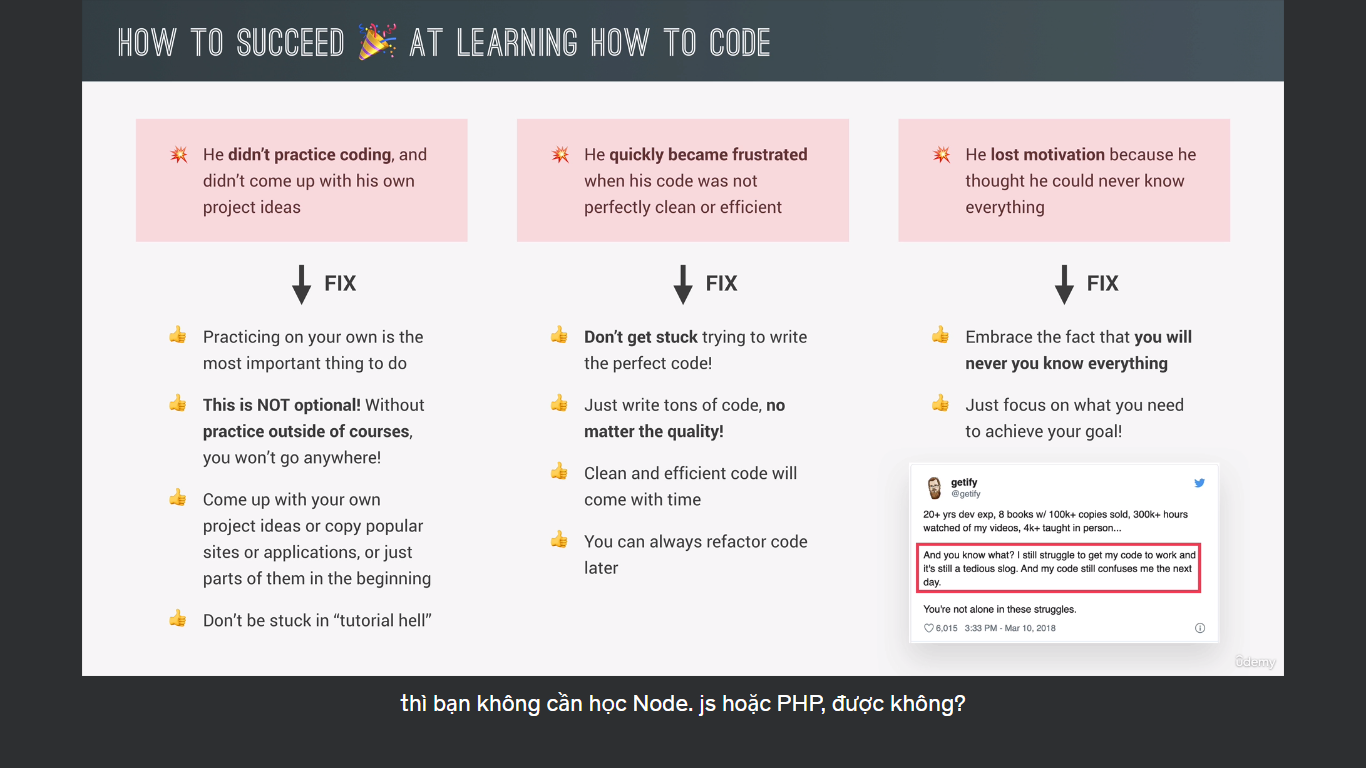 HOW TO SUCCEED 🎉 AT LEARNING HOW TO CODE
💥 He didn't practice coding, and
didn't come up with his own
project ideas
FIX
👍 Practicing on your own is the
most important thing to do
👍 This is NOT optional! Without
practice outside of courses,
you won't go anywhere!
👍 Come up with your own
project ideas or copy popular
sites or applications, or just
parts of them in the beginning
👍 Don't be stuck in “tutorial hell”
💥 He quickly became frustrated
when his code was not
perfectly clean or efficient
FIX
👍 Don't get stuck trying to write
the perfect code!
👍 Just write tons of code, no
matter the quality!
👍 Clean and efficient code will
come with time
👍 You can always refactor code
later
💥 He lost motivation because he
thought he could never know
everything
FIX
👍 Embrace the fact that you will
never you know everything
👍 Just focus on what you need
to achieve your goal!
getify
@getify
20+ yrs dev exp, 8 books w/ 100k+ copies sold, 300k+ hours
watched of my videos, 4k+ taught in person...
And you know what? I still struggle to get my code to work and
it's still a tedious slog. And my code still confuses me the next
day.
You're not alone in these struggles.
6,015 3:33 PM - Mar 10, 2018
ûdemy
thì bạn không cần học Node. js hoặc PHP, được không?